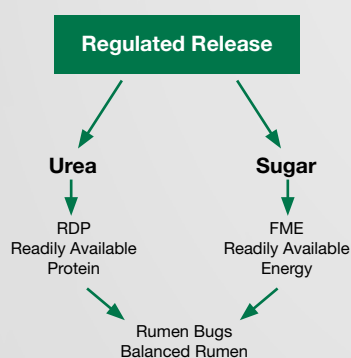 Regulated Release
Urea
Sugar
RDP
Readily Available
Protein
FME
Readily Available
Energy
Rumen Bugs
Balanced Rumen